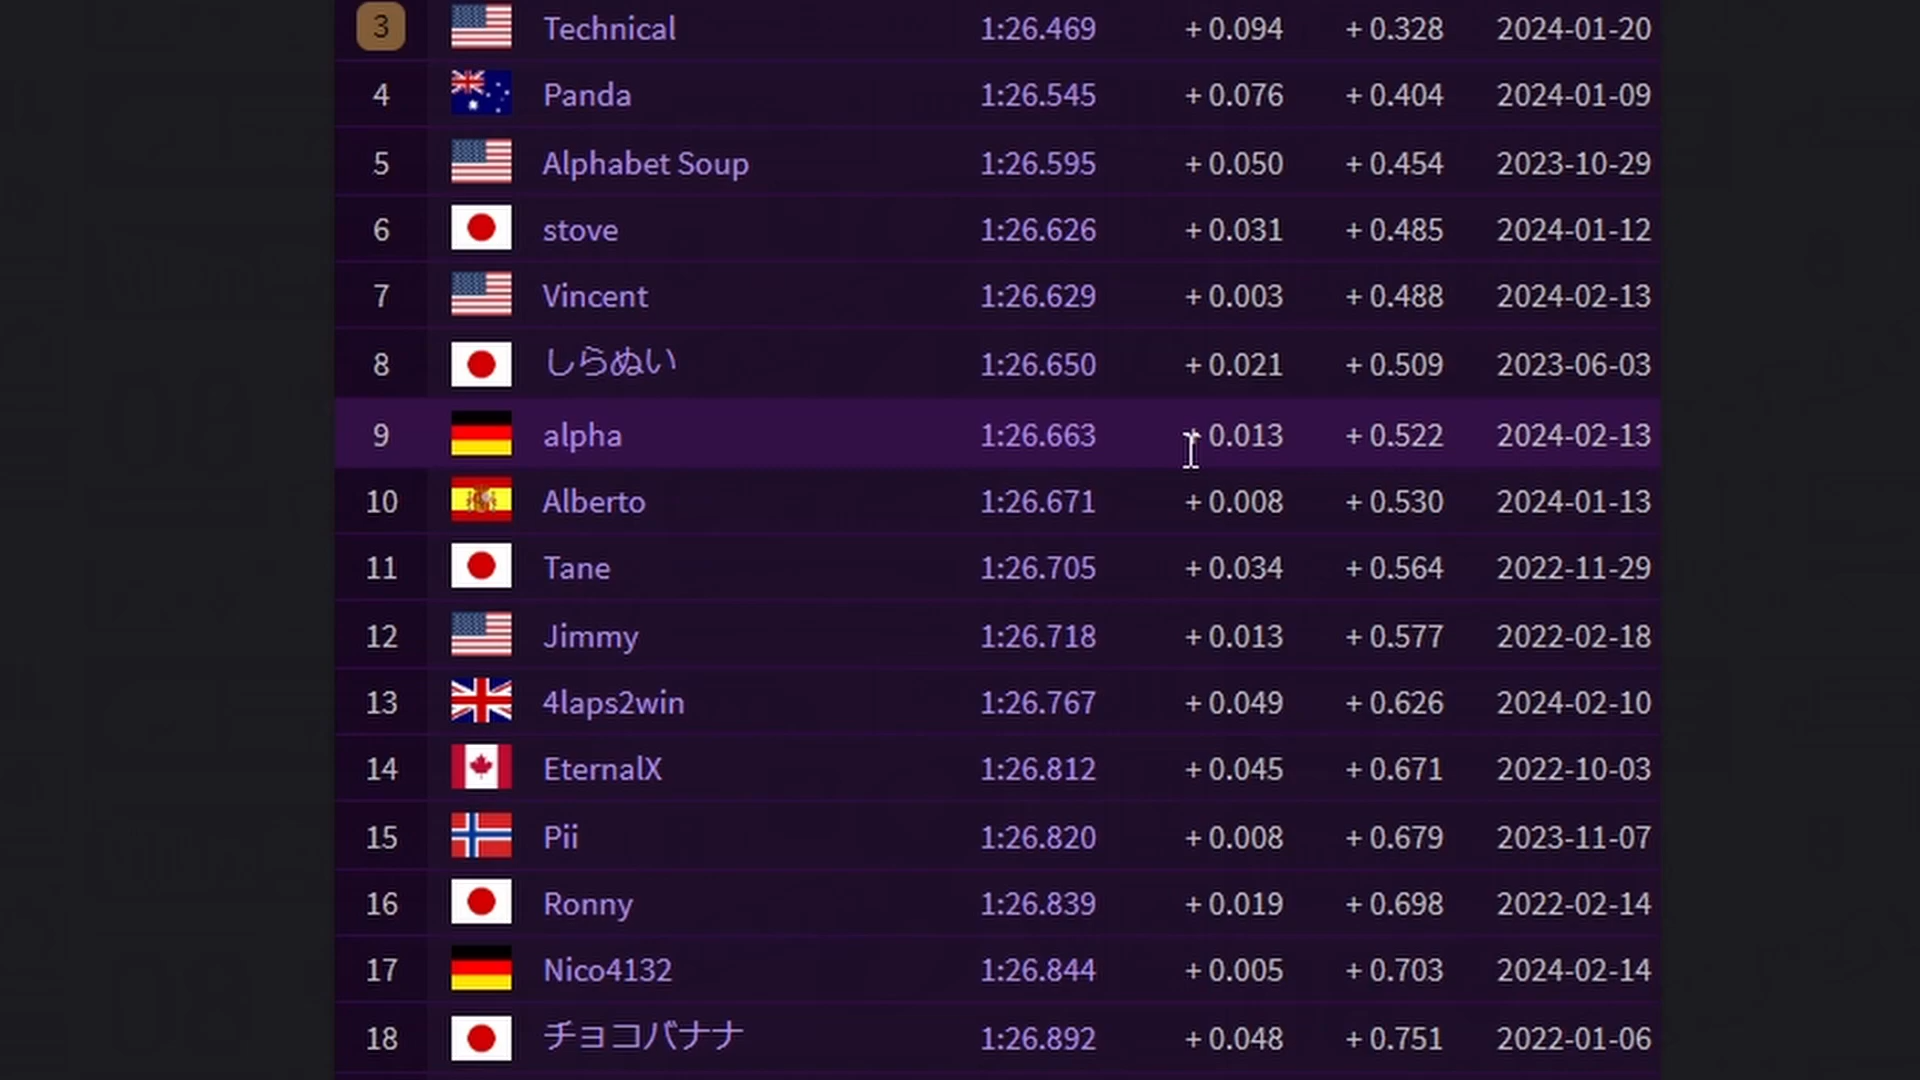 3 Technical 1:26.469 + 0.094 + 0.328 2024-01-20
4 Panda 1:26.545 + 0.076 + 0.404 2024-01-09
5 Alphabet Soup 1:26.595 + 0.050 + 0.454 2023-10-29
6 stove 1:26.626 + 0.031 + 0.485 2024-01-12
7 Vincent 1:26.629 + 0.003 + 0.488 2024-02-13
8 しらぬい 1:26.650 + 0.021 + 0.509 2023-06-03
9 alpha 1:26.663 + 0.013 + 0.522 2024-02-13
10 Alberto 1:26.671 + 0.008 + 0.530 2024-01-13
11 Tane 1:26.705 + 0.034 + 0.564 2022-11-29
12 Jimmy 1:26.718 + 0.013 + 0.577 2022-02-18
13 4laps2win 1:26.767 + 0.049 + 0.626 2024-02-10
14 EternalX 1:26.812 + 0.045 + 0.671 2022-10-03
15 Pii 1:26.820 + 0.008 + 0.679 2023-11-07
16 Ronny 1:26.839 + 0.019 + 0.698 2022-02-14
17 Nico4132 1:26.844 + 0.005 + 0.703 2024-02-14
18 チョコバナナ 1:26.892 + 0.048 + 0.751 2022-01-06